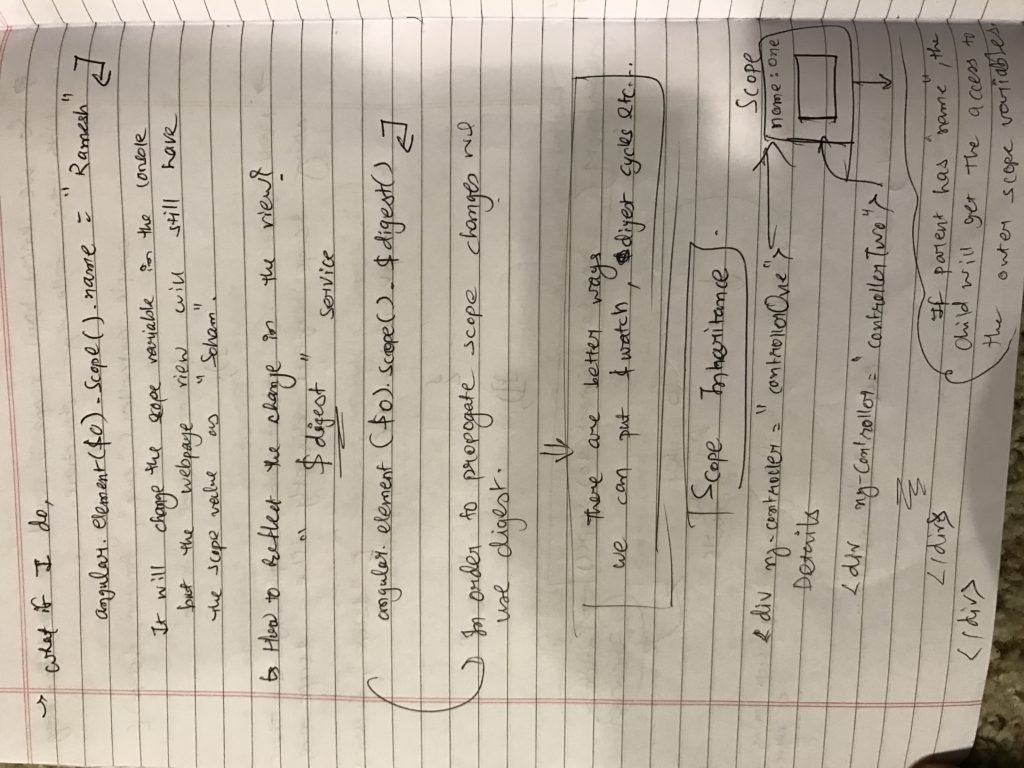 → what if I do,
angular.element($0).scope().name = "Ramesh" ↵
It will change the scope variable in the console
but the webpage view will still have
the scope value as "Soham".
↳ How to Reflect the change in the view?
"$digest" service
angular.element ($0).scope().$digest() ↵
In order to propogate scope changes we
use digest.
⇓
There are better ways
we can put $watch, $digest cycles etc...
Scope Inheritance
<div ng-controller = "controllerOne">
Scope
name: one
Details
<div ng-controller = "controllerTwo">
</div>
</div>
If parent has "name", the
child will get the access to
the outer scope variables.